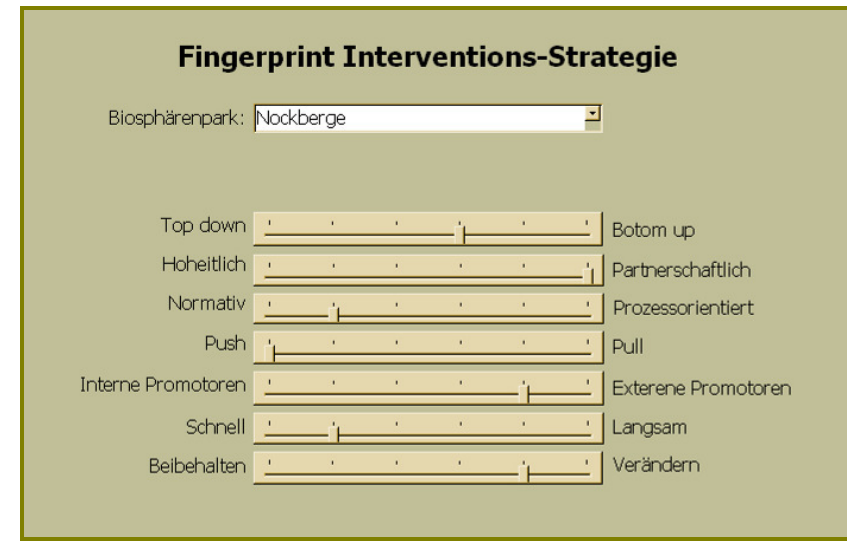 Fingerprint Interventions-Strategie
Biosphärenpark: Nockberge
Top down Botom up
Hoheitlich Partnerschaftlich
Normativ Prozessorientiert
Push Pull
Interne Promotoren Exterene Promotoren
Schnell Langsam
Beibehalten Verändern